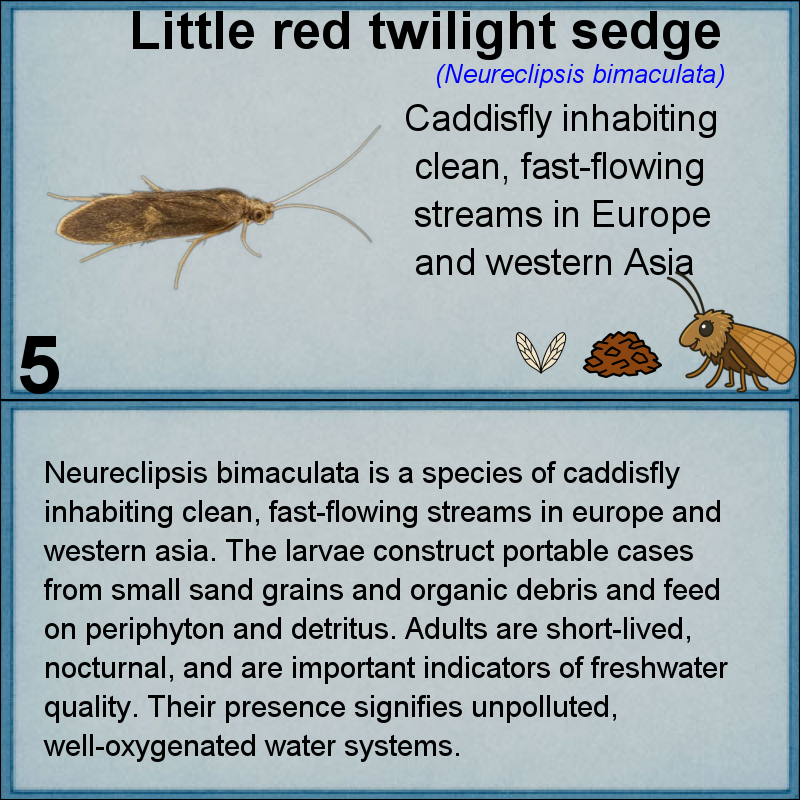 Little red twilight sedge
(Neureclipsis bimaculata)
Caddisfly inhabiting
clean, fast-flowing
streams in Europe
and western Asia
5
Neureclipsis bimaculata is a species of caddisfly
inhabiting clean, fast-flowing streams in europe and
western asia. The larvae construct portable cases
from small sand grains and organic debris and feed
on periphyton and detritus. Adults are short-lived,
nocturnal, and are important indicators of freshwater
quality. Their presence signifies unpolluted,
well-oxygenated water systems.